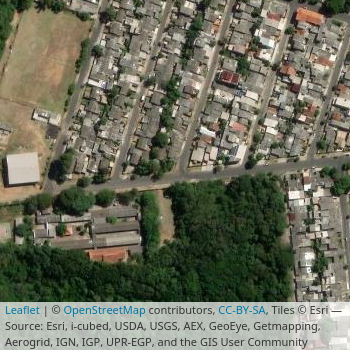 Leaflet | © OpenStreetMap contributors, CC-BY-SA, Tiles © Esri —
Source: Esri, i-cubed, USDA, USGS, AEX, GeoEye, Getmapping,
Aerogrid, IGN, IGP, UPR-EGP, and the GIS User Community